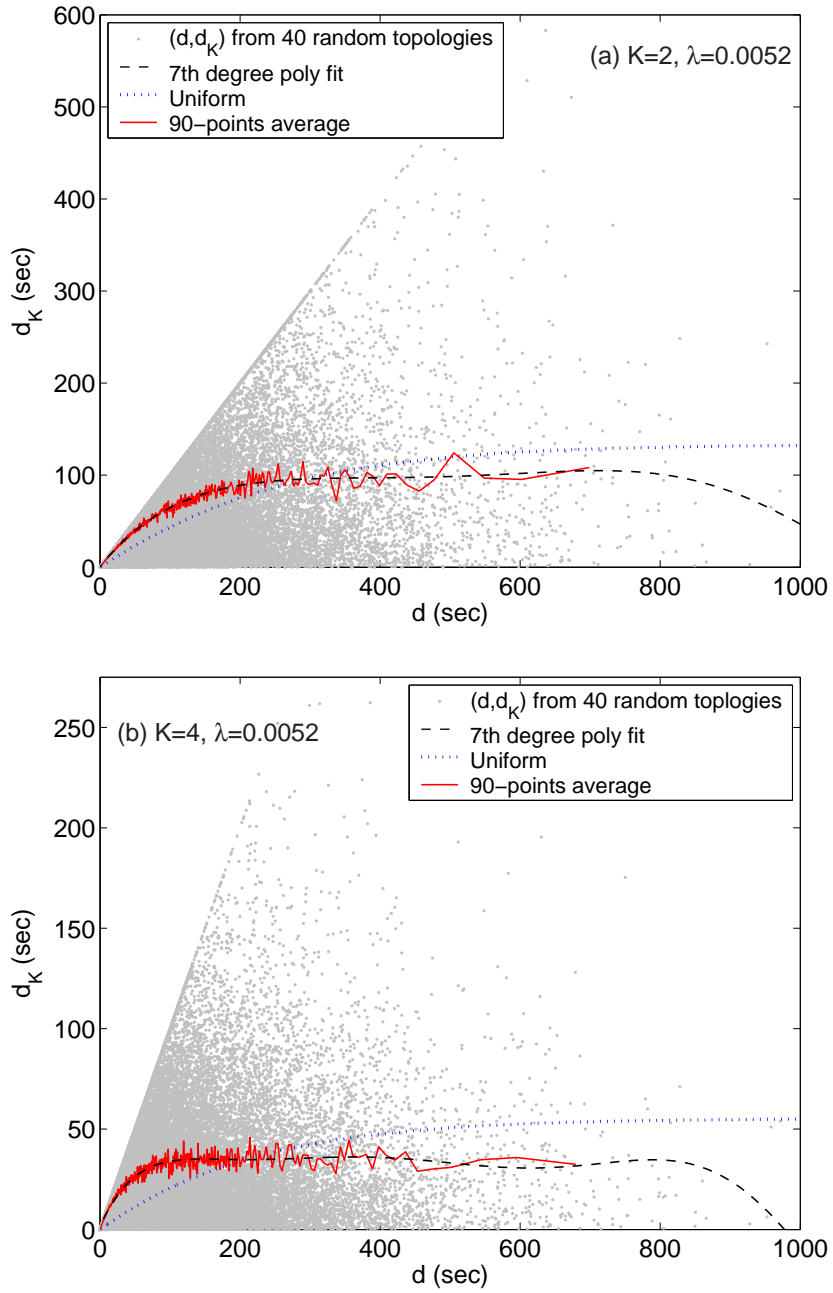 (d,d_K) from 40 random topologies
7th degree poly fit
Uniform
90−points average
(a) K=2, λ=0.0052
600
500
400
300
200
100
0
d_K (sec)
0 200 400 600 800 1000
d (sec)
(d,d_K) from 40 random toplogies
7th degree poly fit
Uniform
90−points average
(b) K=4, λ=0.0052
250
200
150
100
50
0
d_K (sec)
0 200 400 600 800 1000
d (sec)